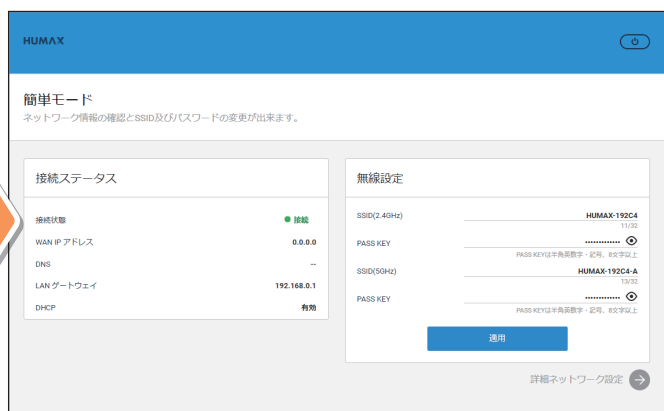 HUMAX
簡単モード
ネットワーク情報の確認とSSID及びパスワードの変更が出来ます。
接続ステータス
接続状態 接続
WAN IP アドレス 0.0.0.0
DNS --
LAN ゲートウェイ 192.168.0.1
DHCP 有効
無線設定
SSID(2.4GHz) HUMAX-192C4
11/32
PASS KEY ••••••••••••
PASS KEYは半角英数字・記号、8文字以上
SSID(5GHz) HUMAX-192C4-A
13/32
PASS KEY ••••••••••••
PASS KEYは半角英数字・記号、8文字以上
適用
詳細ネットワーク設定